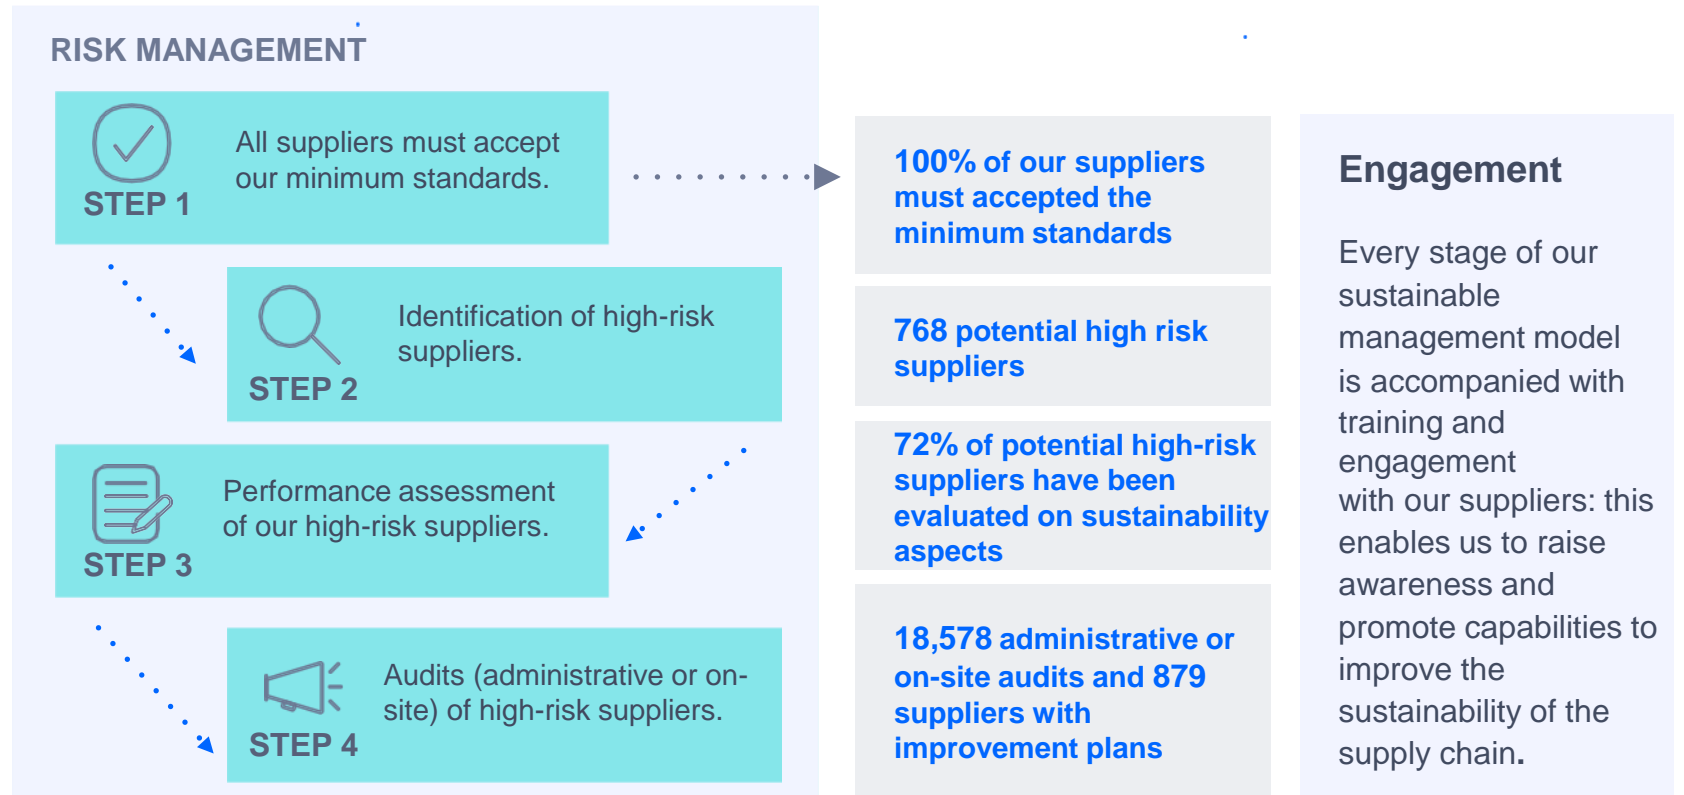 RISK MANAGEMENT
All suppliers must accept
our minimum standards.
STEP 1
Identification of high-risk
suppliers.
STEP 2
Performance assessment
of our high-risk suppliers.
STEP 3
Audits (administrative or on-
site) of high-risk suppliers.
STEP 4
100% of our suppliers
must accepted the
minimum standards
768 potential high risk
suppliers
72% of potential high-risk
suppliers have been
evaluated on sustainability
aspects
18,578 administrative or
on-site audits and 879
suppliers with
improvement plans
Engagement
Every stage of our
sustainable
management model
is accompanied with
training and
engagement
with our suppliers: this
enables us to raise
awareness and
promote capabilities to
improve the
sustainability of the
supply chain.